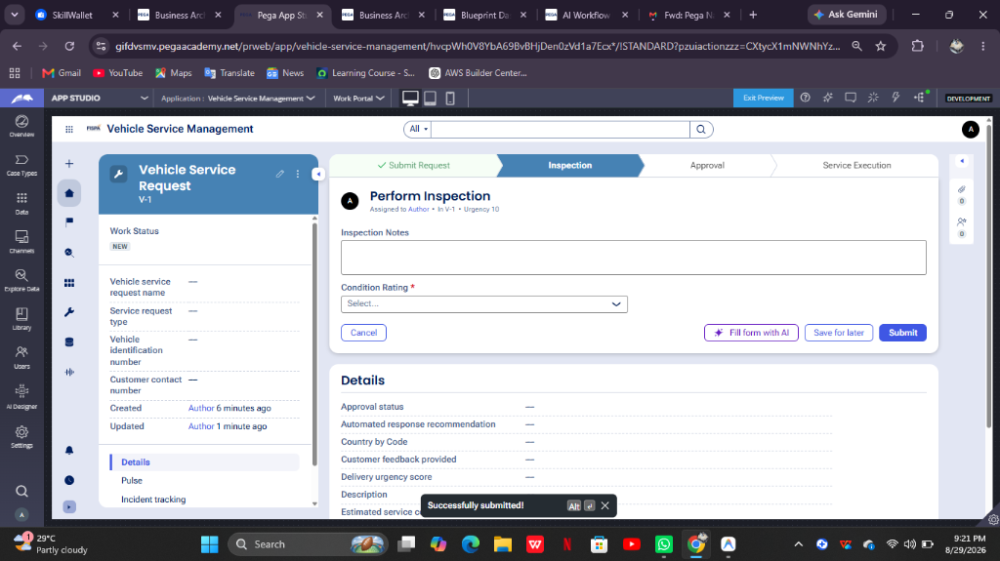 SkillWallet
Business Arc
Pega App St
Business Arc
Blueprint Da
AI Workflow
Fwd: Pega N
Ask Gemini
gifdvsmv.pegaacademy.net/prweb/app/vehicle-service-management/hvcpWh0V8YbA69BvBHjDen0zVd1a7Ecx*/!STANDARD?pzuiactionzzz=CXtycX1mNWNhYz...
Gmail
YouTube
Maps
Translate
News
Learning Course - S...
AWS Builder Center...
APP STUDIO
Application : Vehicle Service Management
Work Portal
Exit Preview
DEVELOPMENT
Overview
Case Types
Data
Channels
Explore Data
Library
Users
AI Designer
Settings
A
PEGA Vehicle Service Management
All
A
Vehicle Service
Request
V-1
Work Status
NEW
Vehicle service
request name
—
Service request
type
—
Vehicle
identification
number
—
Customer contact
number
—
Created Author 6 minutes ago
Updated Author 1 minute ago
Details
Pulse
Incident tracking
Submit Request
Inspection
Approval
Service Execution
A
Perform Inspection
Assigned to Author • In V-1 • Urgency 10
Inspection Notes
Condition Rating *
Select...
Cancel
Fill form with AI
Save for later
Submit
0
0
Details
Approval status —
Automated response recommendation —
Country by Code —
Customer feedback provided —
Delivery urgency score —
Description
Estimated service c
Successfully submitted!
Alt
1
29°C
Partly cloudy
Search
9:21 PM
8/29/2026